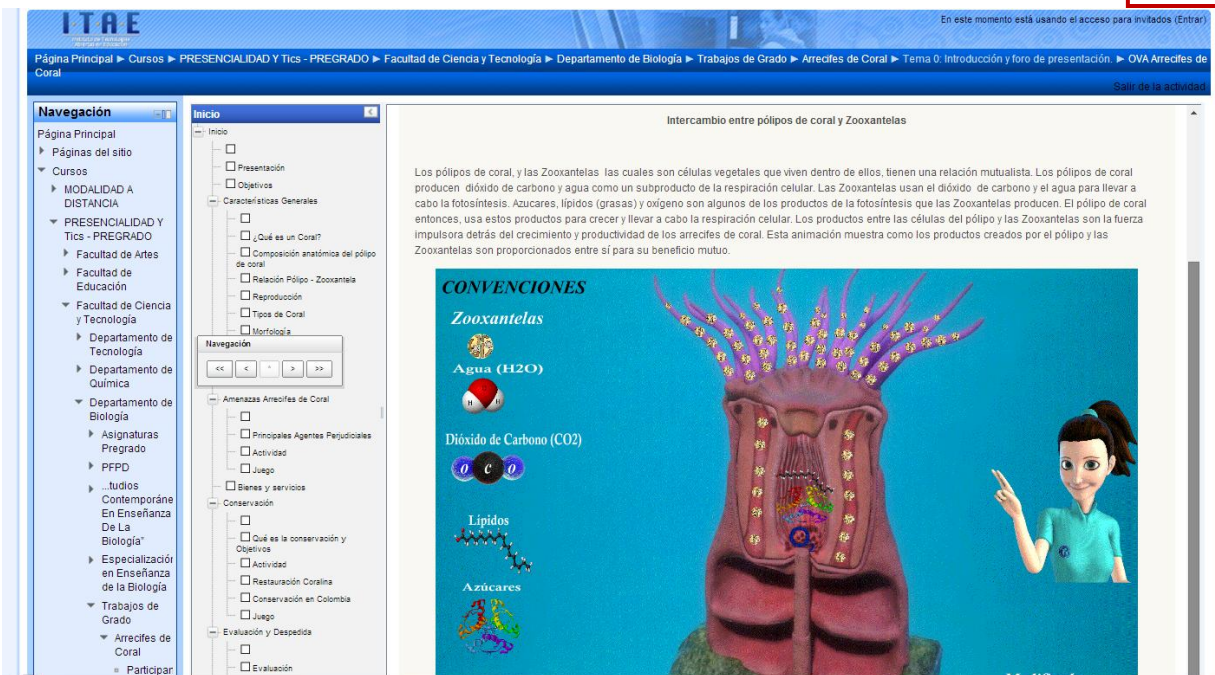 ITAE
En este momento está usando el acceso para invitados (Entrar)
Página Principal ► Cursos ► PRESENCIALIDAD Y Tics - PREGRADO ► Facultad de Ciencia y Tecnología ► Departamento de Biología ► Trabajos de Grado ► Arrecifes de Coral ► Tema 0: Introducción y foro de presentación. ► OVA Arrecifes de
Coral
Salir de la actividad
Navegación
Página Principal
Páginas del sitio
Cursos
MODALIDAD A
DISTANCIA
PRESENCIALIDAD Y
Tics - PREGRADO
Facultad de Artes
Facultad de
Educación
Facultad de Ciencia
y Tecnología
Departamento de
Tecnología
Departamento de
Química
Departamento de
Biología
Asignaturas
Pregrado
PFPD
...tudios
Contemporáne
En Enseñanza
De La
Biología"
Especialización
en Enseñanza
de la Biología
Trabajos de
Grado
Arrecifes de
Coral
Participar
Inicio
Inicio
Presentación
Objetivos
Características Generales
¿Qué es un Coral?
Composición anatómica del pólipo
de coral
Relación Pólipo - Zooxantela
Reproducción
Tipos de Coral
Morfología
Navegación
<< < ^ > >>
Amenazas Arrecifes de Coral
Principales Agentes Perjudiciales
Actividad
Juego
Bienes y servicios
Conservación
Qué es la conservación y
Objetivos
Actividad
Restauración Coralina
Conservación en Colombia
Juego
Evaluación y Despedida
Evaluación
Intercambio entre pólipos de coral y Zooxantelas
Los pólipos de coral, y las Zooxantelas las cuales son células vegetales que viven dentro de ellos, tienen una relación mutualista. Los pólipos de coral
producen dióxido de carbono y agua como un subproducto de la respiración celular. Las Zooxantelas usan el dióxido de carbono y el agua para llevar a
cabo la fotosíntesis. Azucares, lípidos (grasas) y oxígeno son algunos de los productos de la fotosíntesis que las Zooxantelas producen. El pólipo de coral
entonces, usa estos productos para crecer y llevar a cabo la respiración celular. Los productos entre las células del pólipo y las Zooxantelas son la fuerza
impulsora detrás del crecimiento y productividad de los arrecifes de coral. Esta animación muestra como los productos creados por el pólipo y las
Zooxantelas son proporcionados entre sí para su beneficio mutuo.
CONVENCIONES
Zooxantelas
Agua (H2O)
H H
Dióxido de Carbono (CO2)
O C O
Lípidos
Azúcares